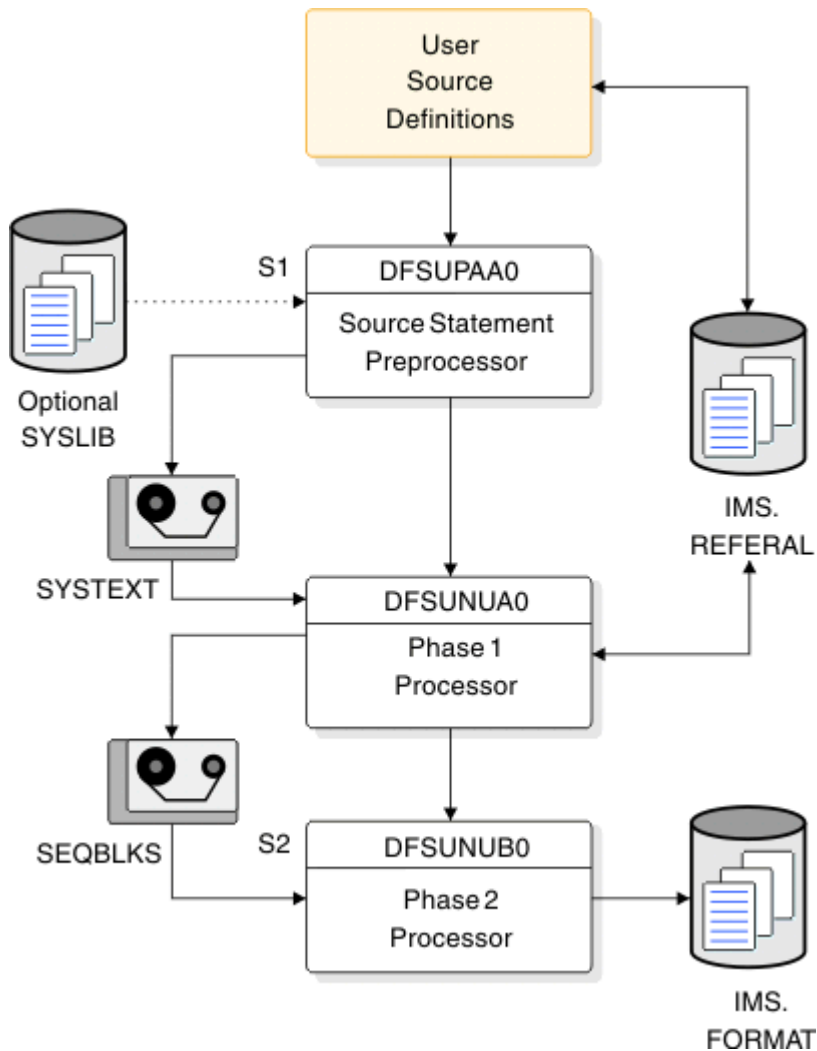 User
Source
Definitions
S1
DFSUPAA0
Source Statement
Preprocessor
Optional
SYSLIB
IMS.
REFERAL
SYSTEXT
DFSUNUA0
Phase 1
Processor
SEQBLKS
S2
DFSUNUB0
Phase 2
Processor
IMS.
FORMAT